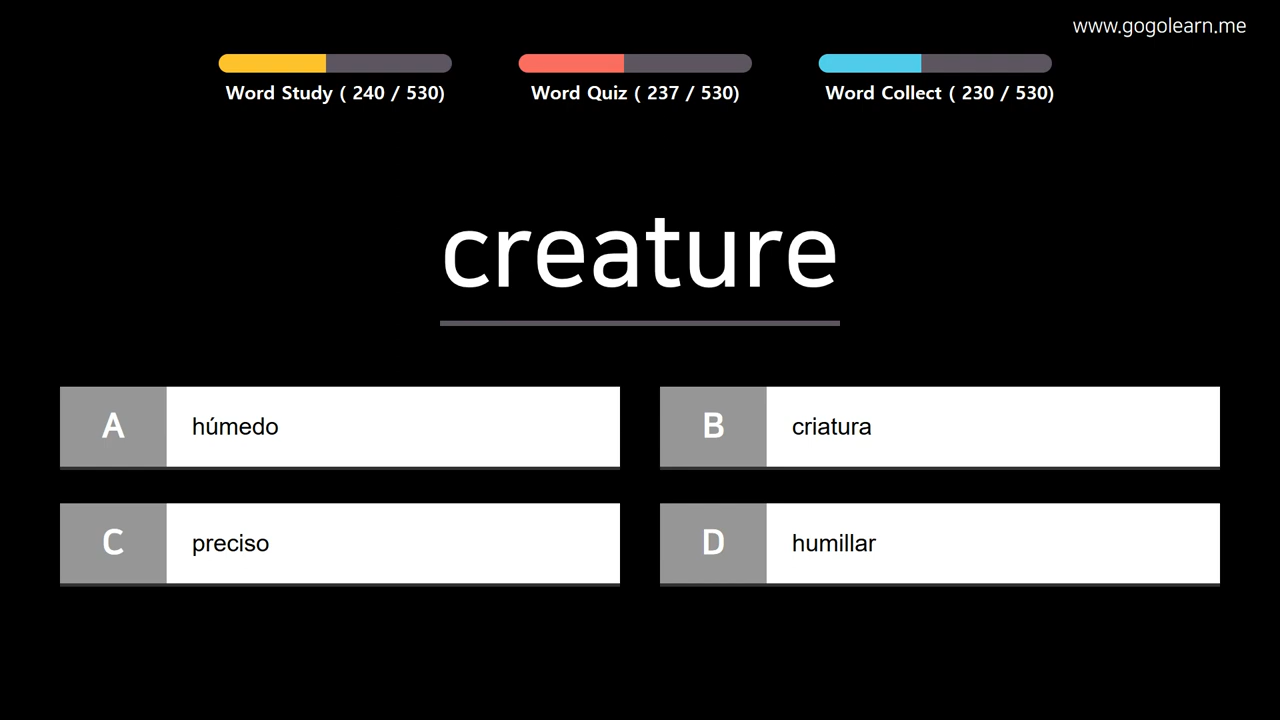 www.gogolearn.me
Word Study ( 240 / 530)
Word Quiz ( 237 / 530)
Word Collect ( 230 / 530)
creature
A húmedo
B criatura
C preciso
D humillar